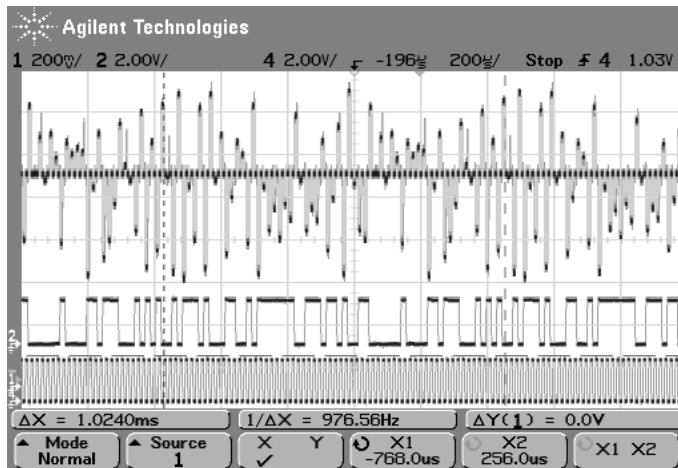 Agilent Technologies
1 200mV/ 2 2.00V/ 4 2.00V/ -196us 200us/ Stop 4 1.03V
2
ΔX = 1.0240ms 1/ΔX = 976.56Hz ΔY(1) = 0.0V
Mode Source X Y X1 X2 X1 X2
Normal 1 -768.0us 256.0us